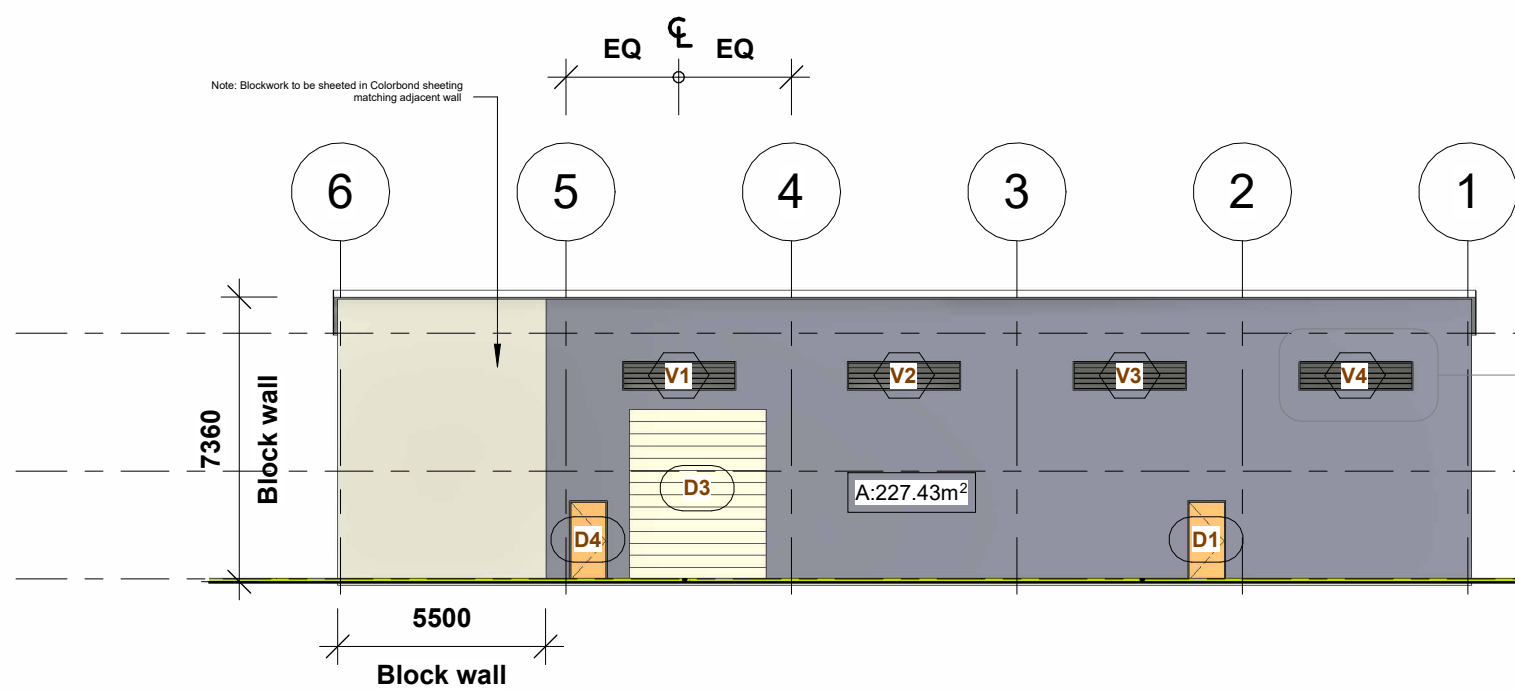 EQ ℄ EQ
Note: Blockwork to be sheeted in Colorbond sheeting
matching adjacent wall
6 5 4 3 2 1
V1 V2 V3 V4
7360
Block wall
D3
A:227.43m²
D4 D1
5500
Block wall